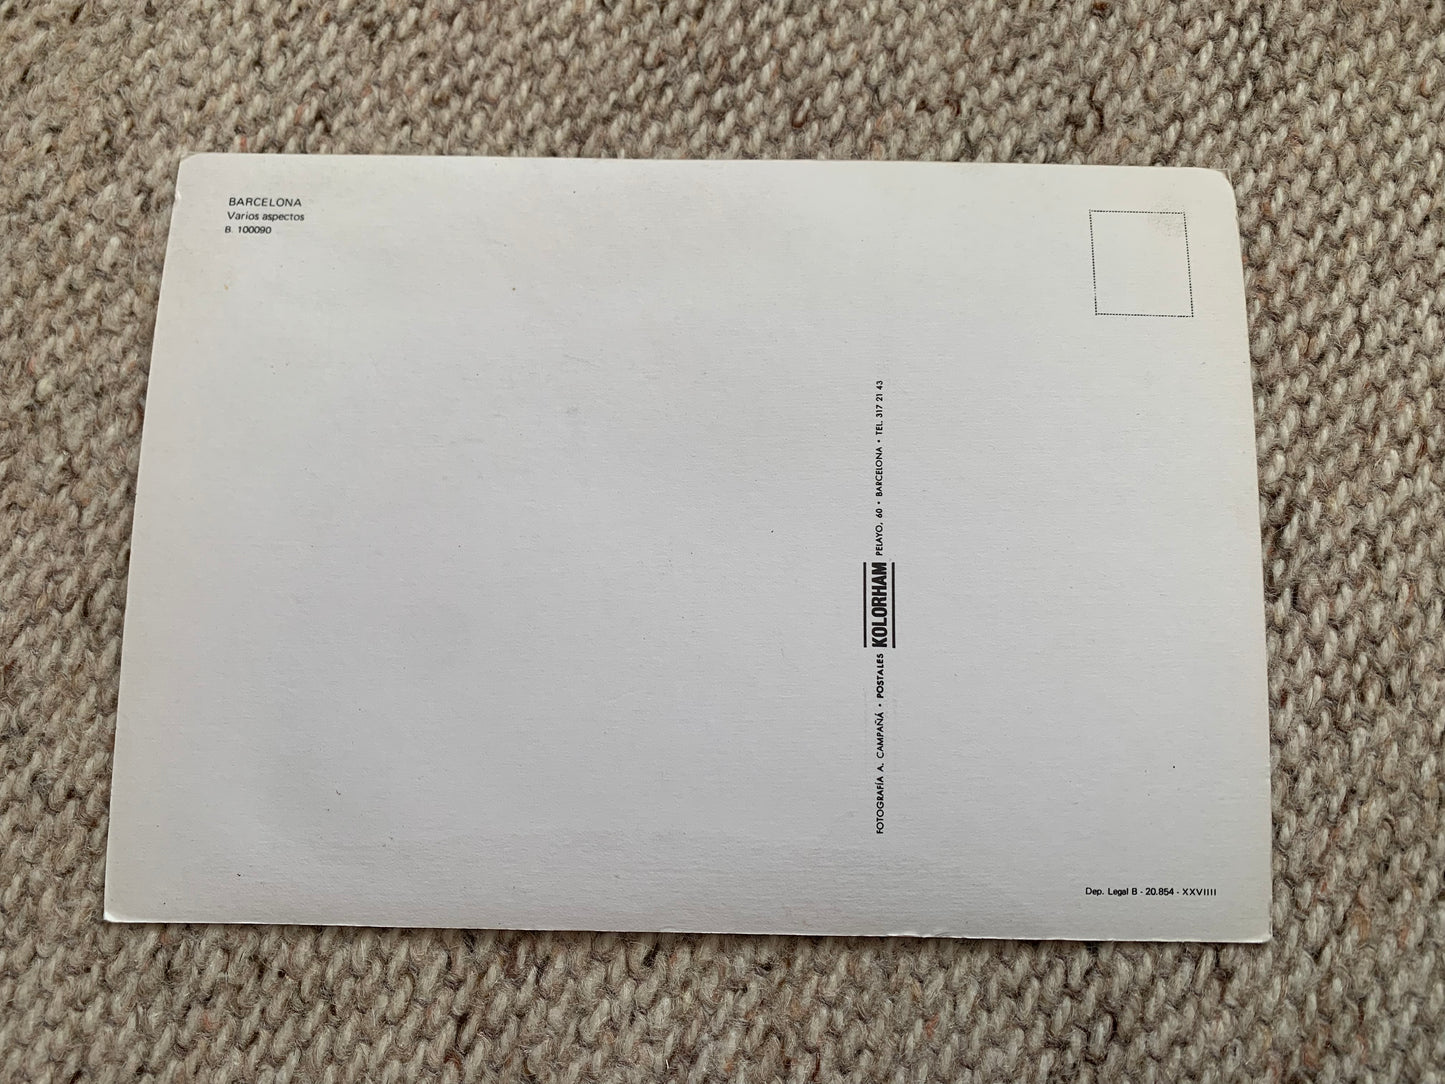 BARCELONA
Varios aspectos
B. 100090
FOTOGRAFÍA A. CAMPAÑÁ • POSTALES KOLORHAM PELAYO, 60 • BARCELONA • TEL. 317 21 43
Dep. Legal B - 20.854 - XXVIIII